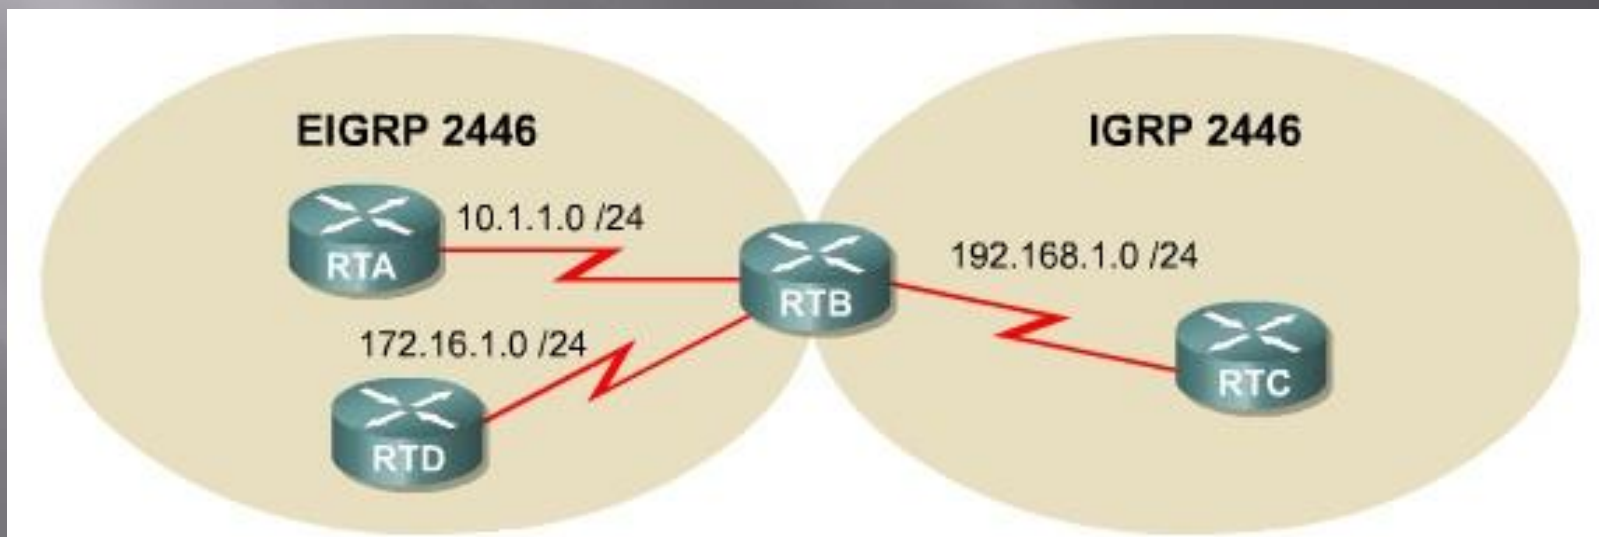 EIGRP 2446
IGRP 2446
10.1.1.0 /24
RTA
192.168.1.0 /24
RTB
172.16.1.0 /24
RTC
RTD